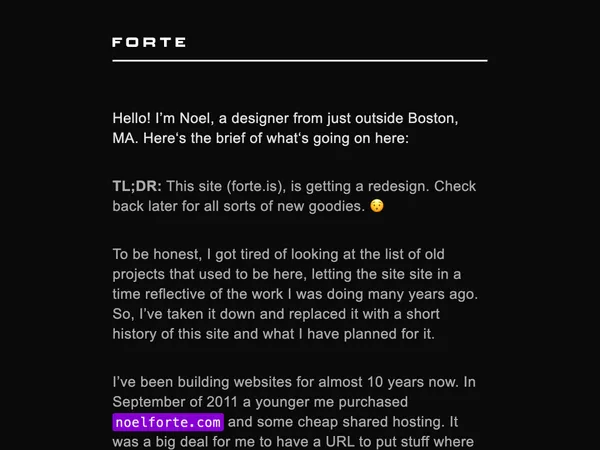 FORTE
Hello! I’m Noel, a designer from just outside Boston,
MA. Here‘s the brief of what‘s going on here:
TL;DR: This site (forte.is), is getting a redesign. Check
back later for all sorts of new goodies. 😯
To be honest, I got tired of looking at the list of old
projects that used to be here, letting the site site in a
time reflective of the work I was doing many years ago.
So, I’ve taken it down and replaced it with a short
history of this site and what I have planned for it.
I’ve been building websites for almost 10 years now. In
September of 2011 a younger me purchased
noelforte.com and some cheap shared hosting. It
was a big deal for me to have a URL to put stuff where